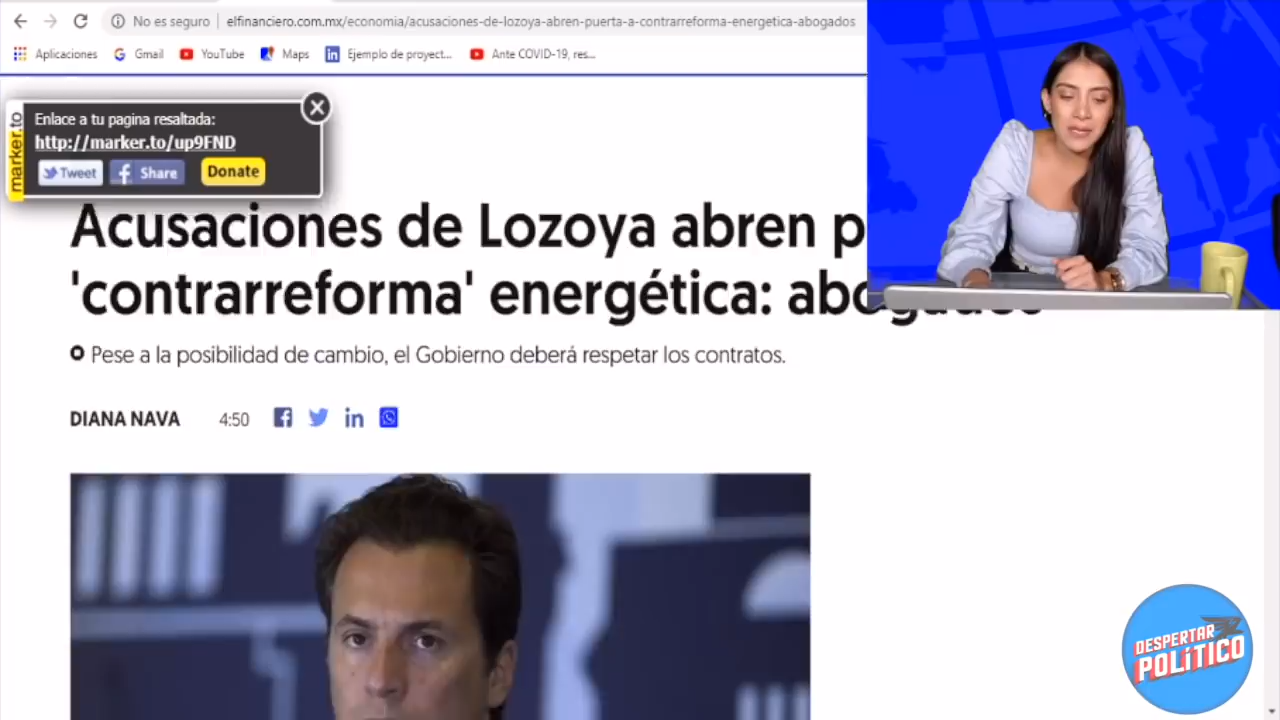 No es seguro
elfinanciero.com.mx/economia/acusaciones-de-lozoya-abren-puerta-a-contrarreforma-energetica-abogados
Aplicaciones
Gmail
YouTube
Maps
Ejemplo de proyect...
Ante COVID-19, res...
marker.to
Enlace a tu pagina resaltada:
http://marker.to/up9FND
Tweet
Share
Donate
Acusaciones de Lozoya abren p
'contrarreforma' energética: abogados
Pese a la posibilidad de cambio, el Gobierno deberá respetar los contratos.
DIANA NAVA 4:50
DESPERTAR
POLÍTICO